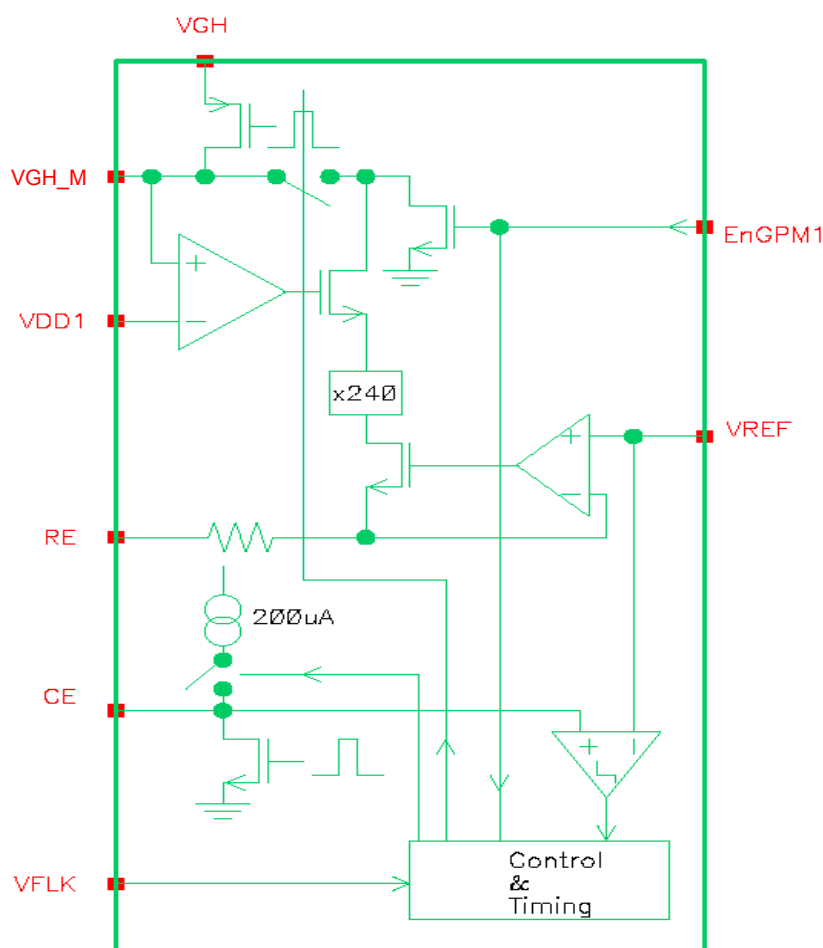 VGH
VGH_M
EnGPM1
+
−
VDD1
x240
+
−
VREF
RE
200uA
CE
+
−
Control
&
Timing
VFLK